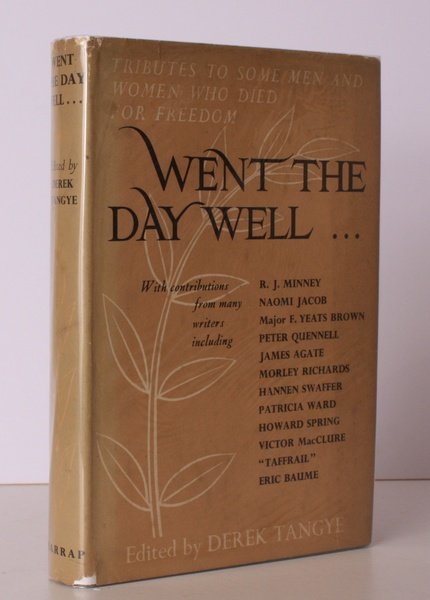 WENT
THE DAY
WELL...
Edited by
DEREK
TANGYE
TRIBUTES TO SOME MEN AND
WOMEN WHO DIED
FOR FREEDOM
WENT THE
DAY WELL ...
With contributions
from many
writers
including
R. J. MINNEY
NAOMI JACOB
Major F. YEATS BROWN
PETER QUENNELL
JAMES AGATE
MORLEY RICHARDS
HANNEN SWAFFER
PATRICIA WARD
HOWARD SPRING
VICTOR MacCLURE
"TAFFRAIL"
ERIC BAUME
Edited by DEREK TANGYE
HARRAP